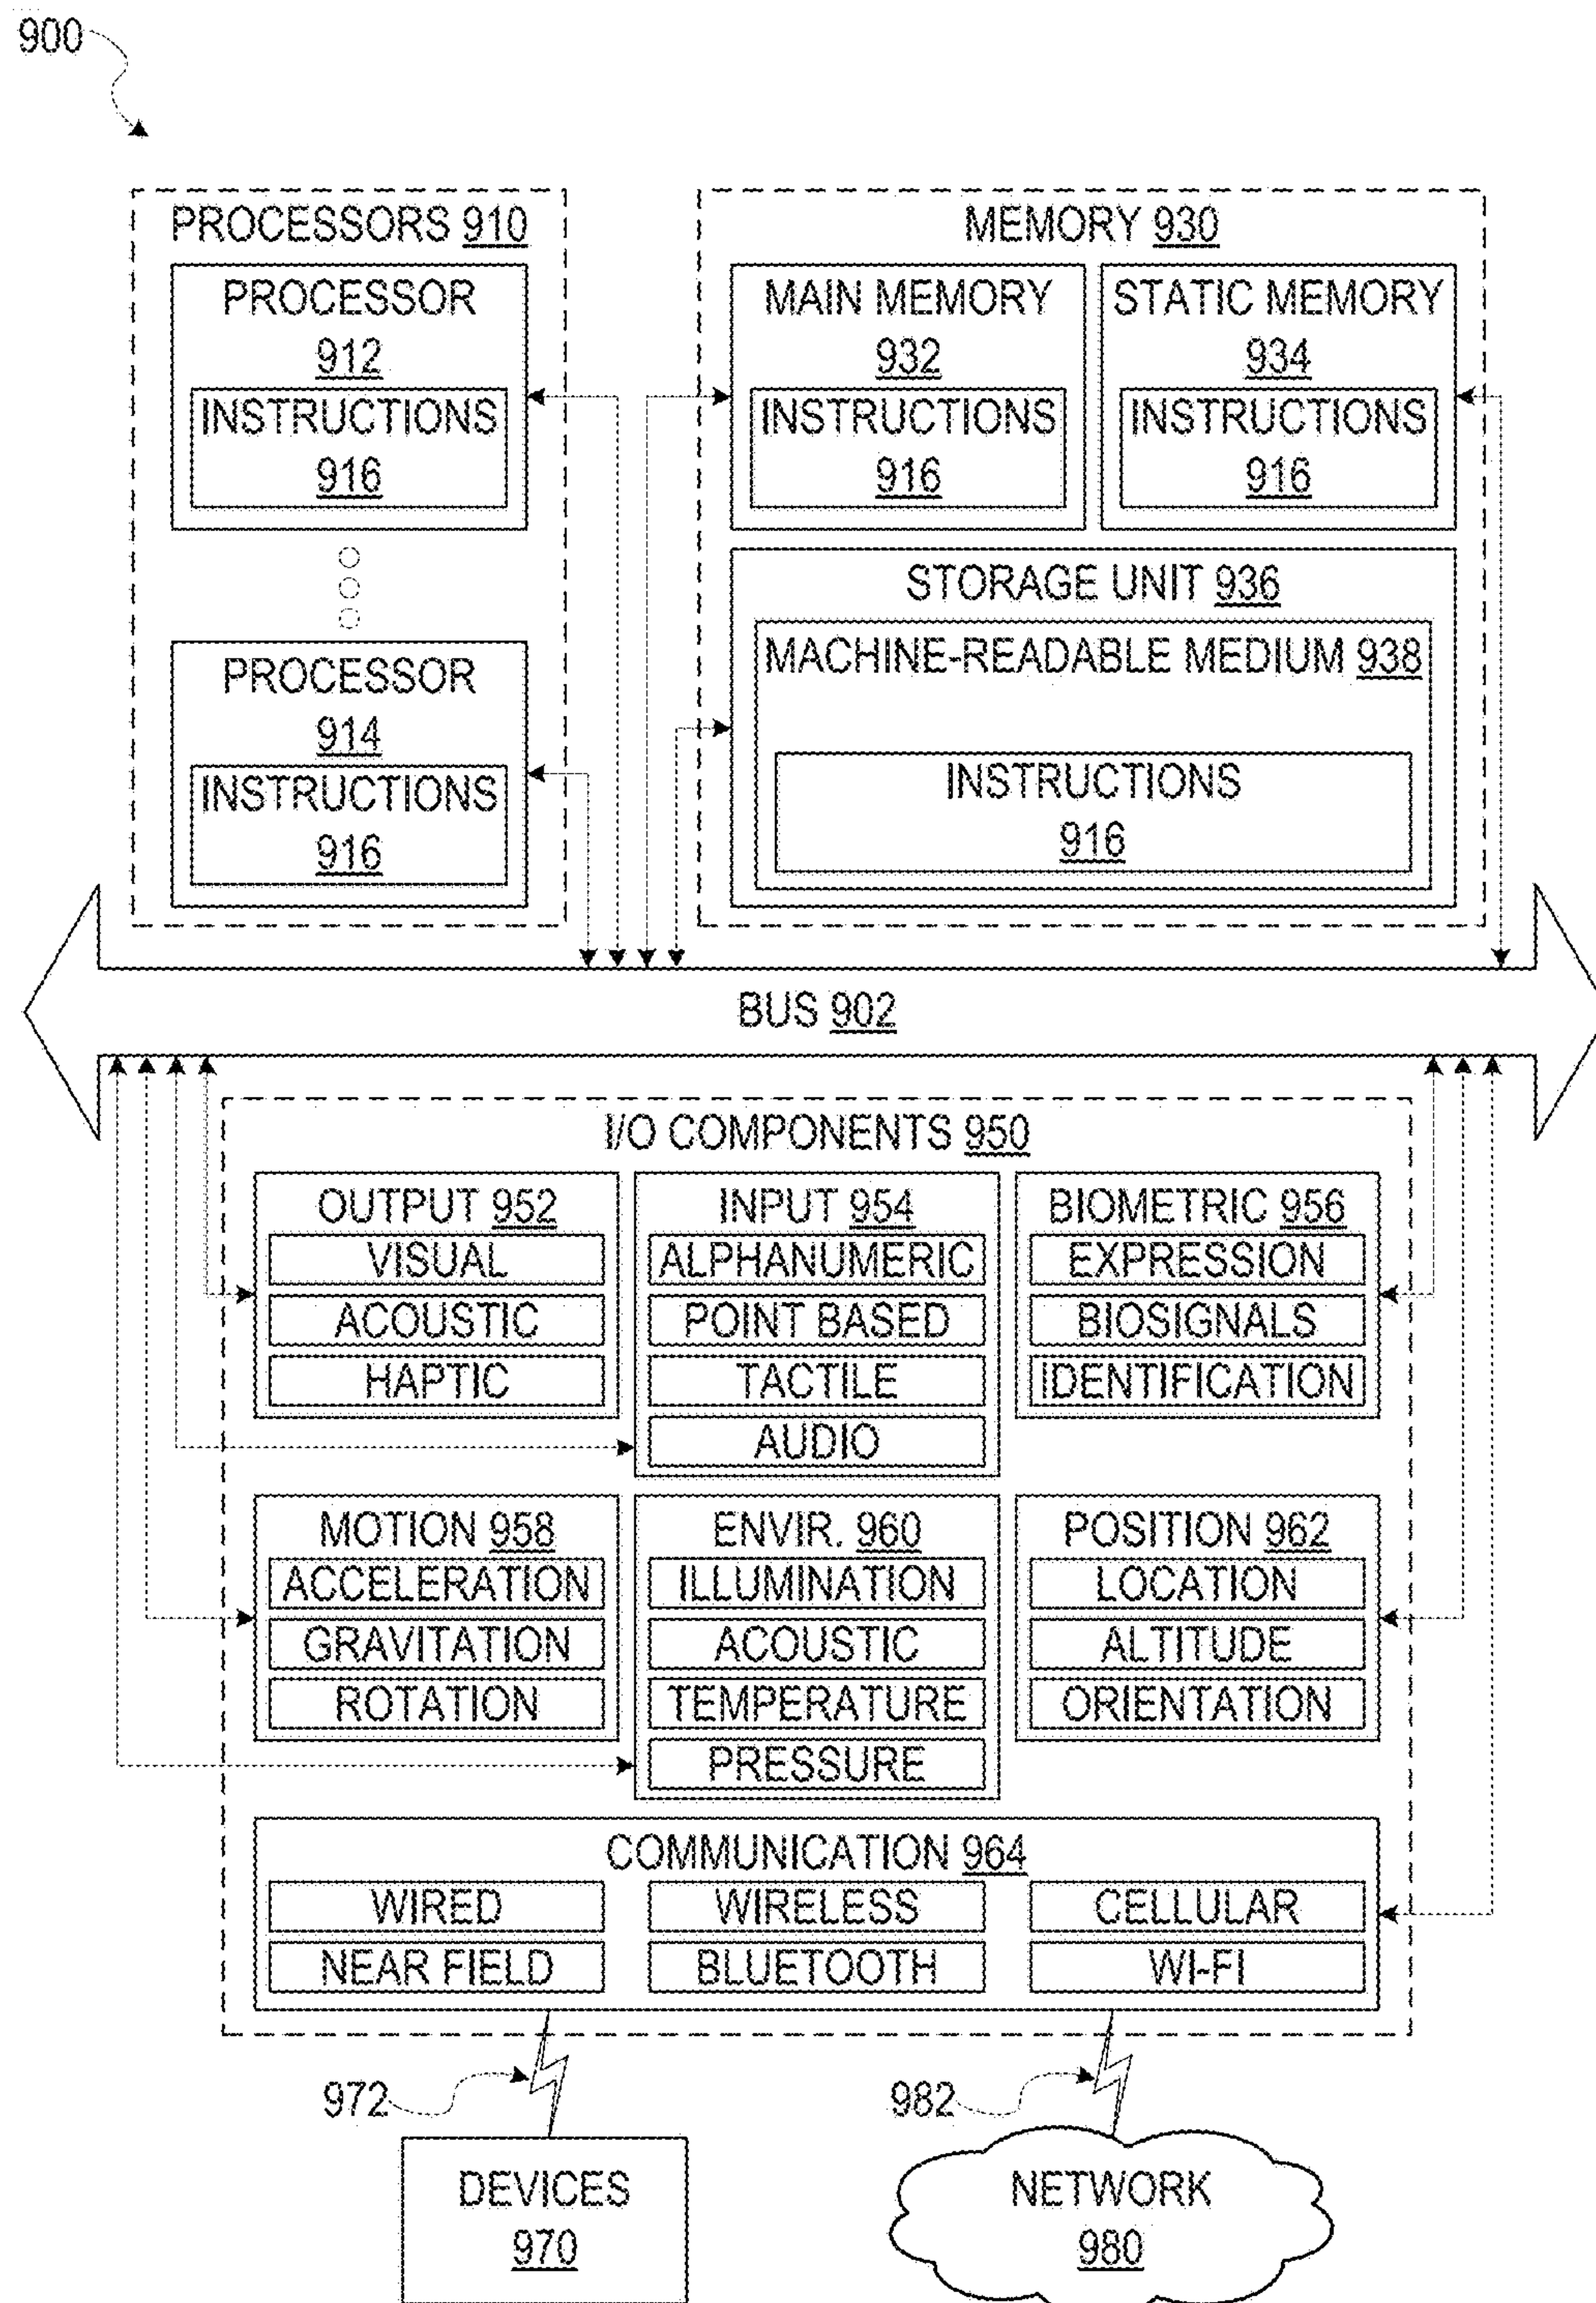 900
PROCESSORS 910
PROCESSOR
912
INSTRUCTIONS
916
PROCESSOR
914
INSTRUCTIONS
916
MEMORY 930
MAIN MEMORY
932
INSTRUCTIONS
916
STATIC MEMORY
934
INSTRUCTIONS
916
STORAGE UNIT 936
MACHINE-READABLE MEDIUM 938
INSTRUCTIONS
916
BUS 902
I/O COMPONENTS 950
OUTPUT 952
VISUAL
ACOUSTIC
HAPTIC
INPUT 954
ALPHANUMERIC
POINT BASED
TACTILE
AUDIO
BIOMETRIC 956
EXPRESSION
BIOSIGNALS
IDENTIFICATION
MOTION 958
ACCELERATION
GRAVITATION
ROTATION
ENVIR. 960
ILLUMINATION
ACOUSTIC
TEMPERATURE
PRESSURE
POSITION 962
LOCATION
ALTITUDE
ORIENTATION
COMMUNICATION 964
WIRED
WIRELESS
CELLULAR
NEAR FIELD
BLUETOOTH
WI-FI
972
982
DEVICES
970
NETWORK
980